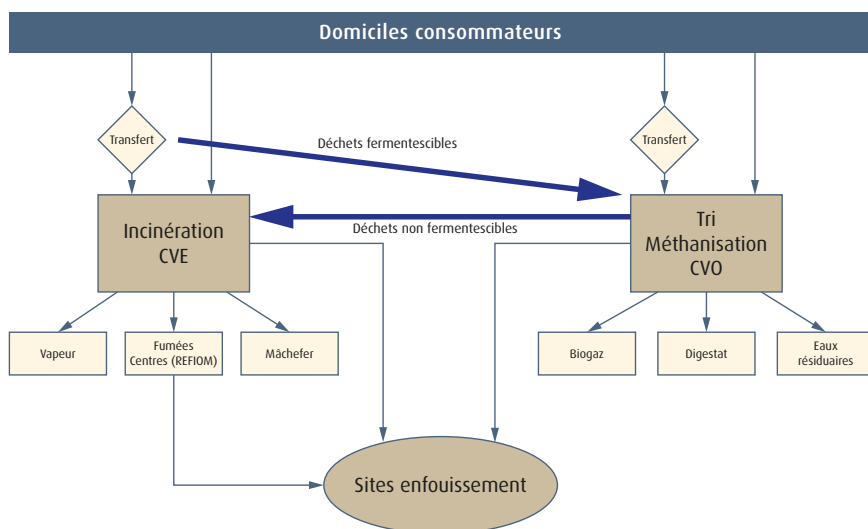 Domiciles consommateurs
Transfert
Déchets fermentescibles
Transfert
Déchets non fermentescibles
Incinération
CVE
Tri
Méthanisation
CVO
Vapeur
Fumées
Centres (REFIOM)
Mâchefer
Biogaz
Digestat
Eaux
résiduaires
Sites enfouissement